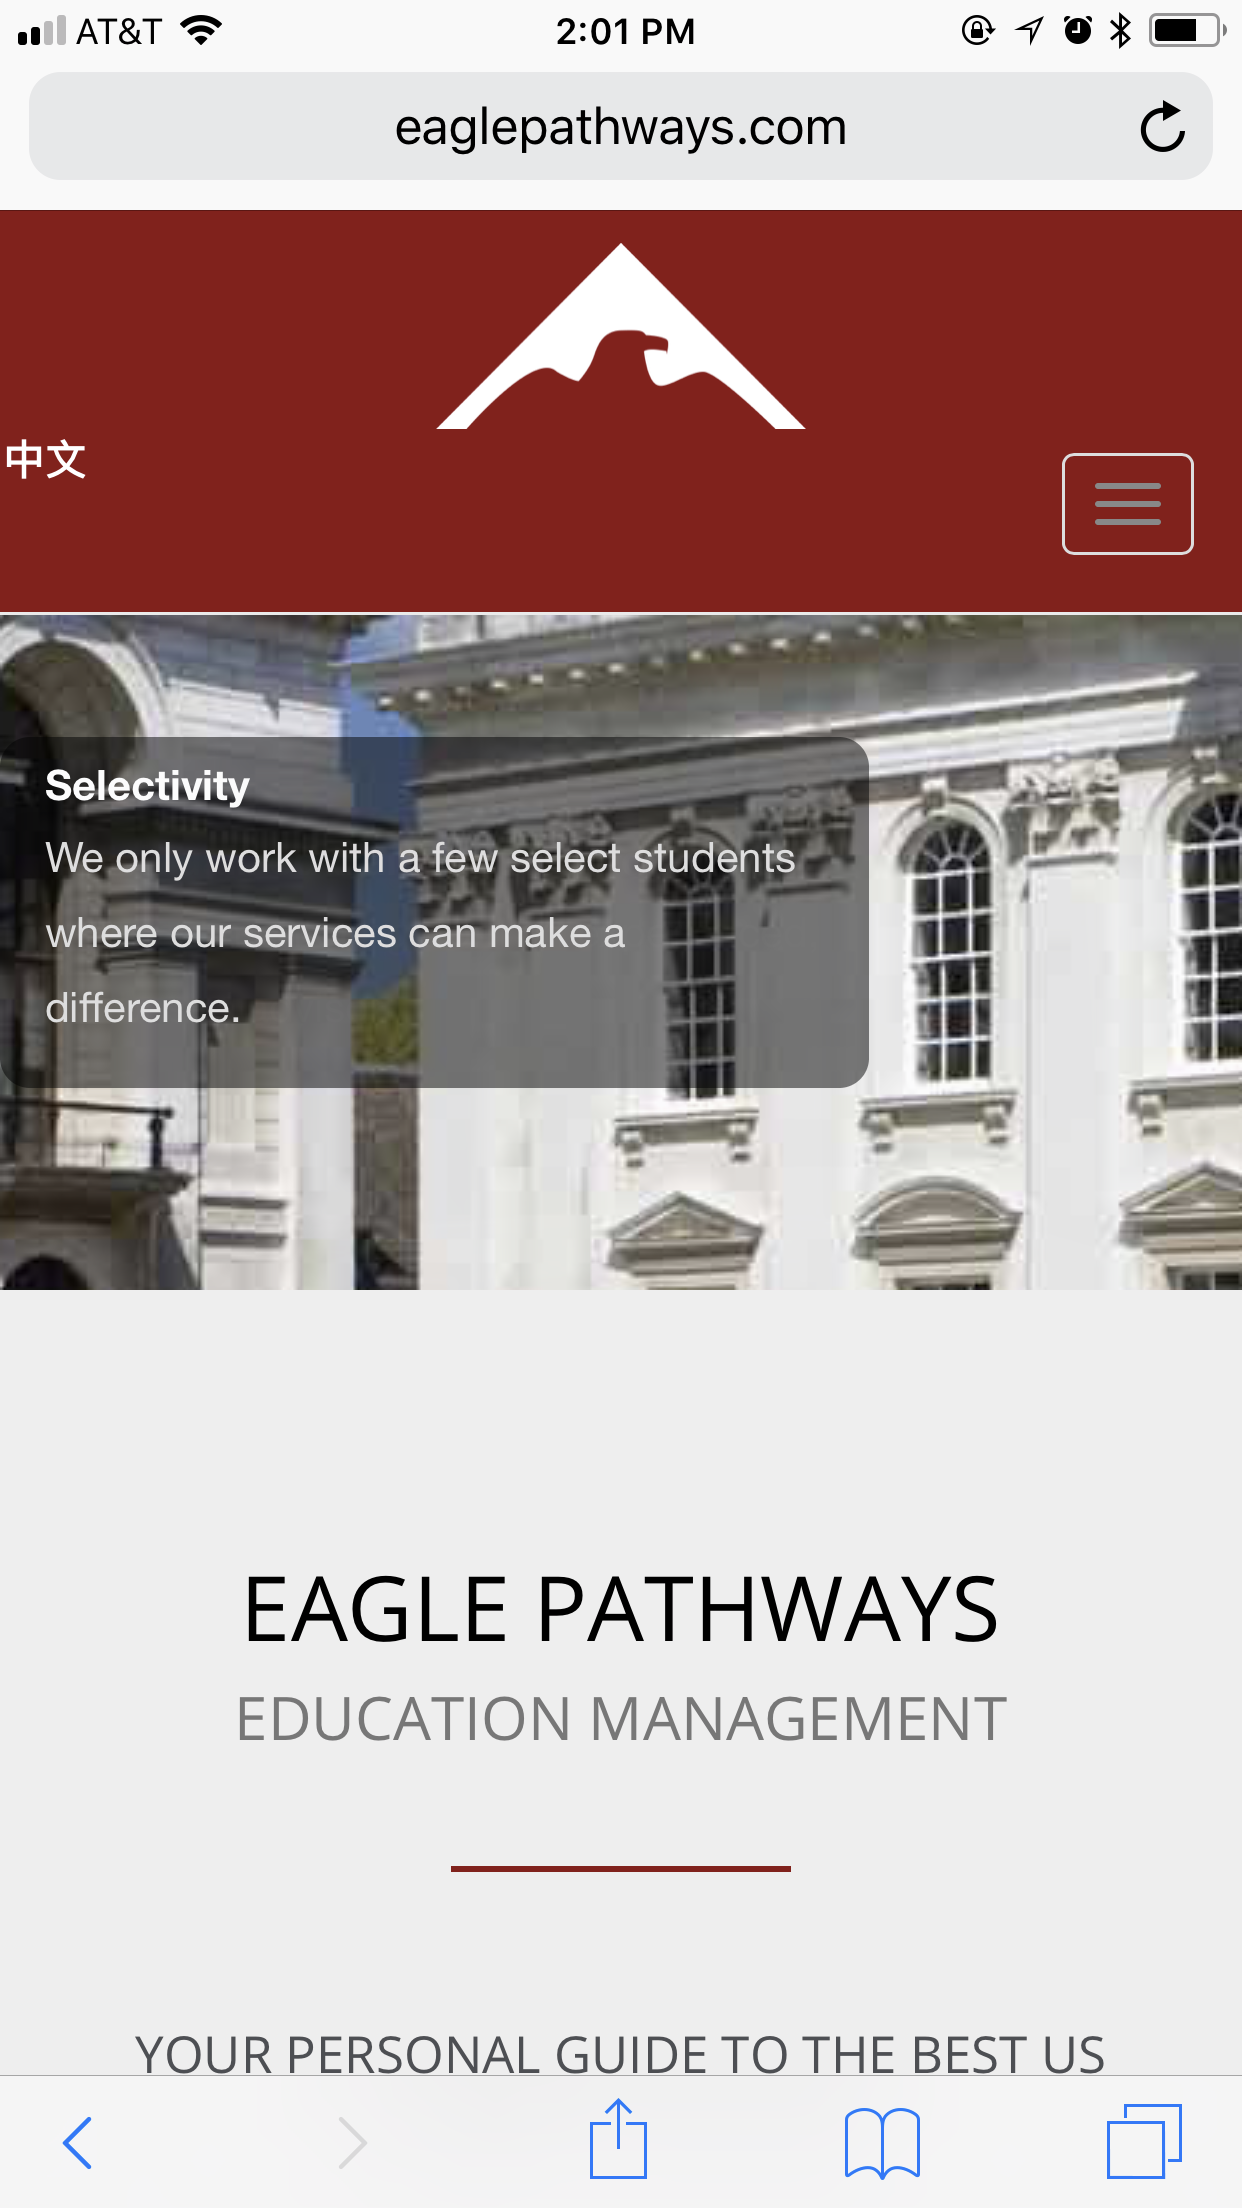 AT&T 2:01 PM
eaglepathways.com
中文
Selectivity
We only work with a few select students
where our services can make a
difference.
EAGLE PATHWAYS
EDUCATION MANAGEMENT
YOUR PERSONAL GUIDE TO THE BEST US